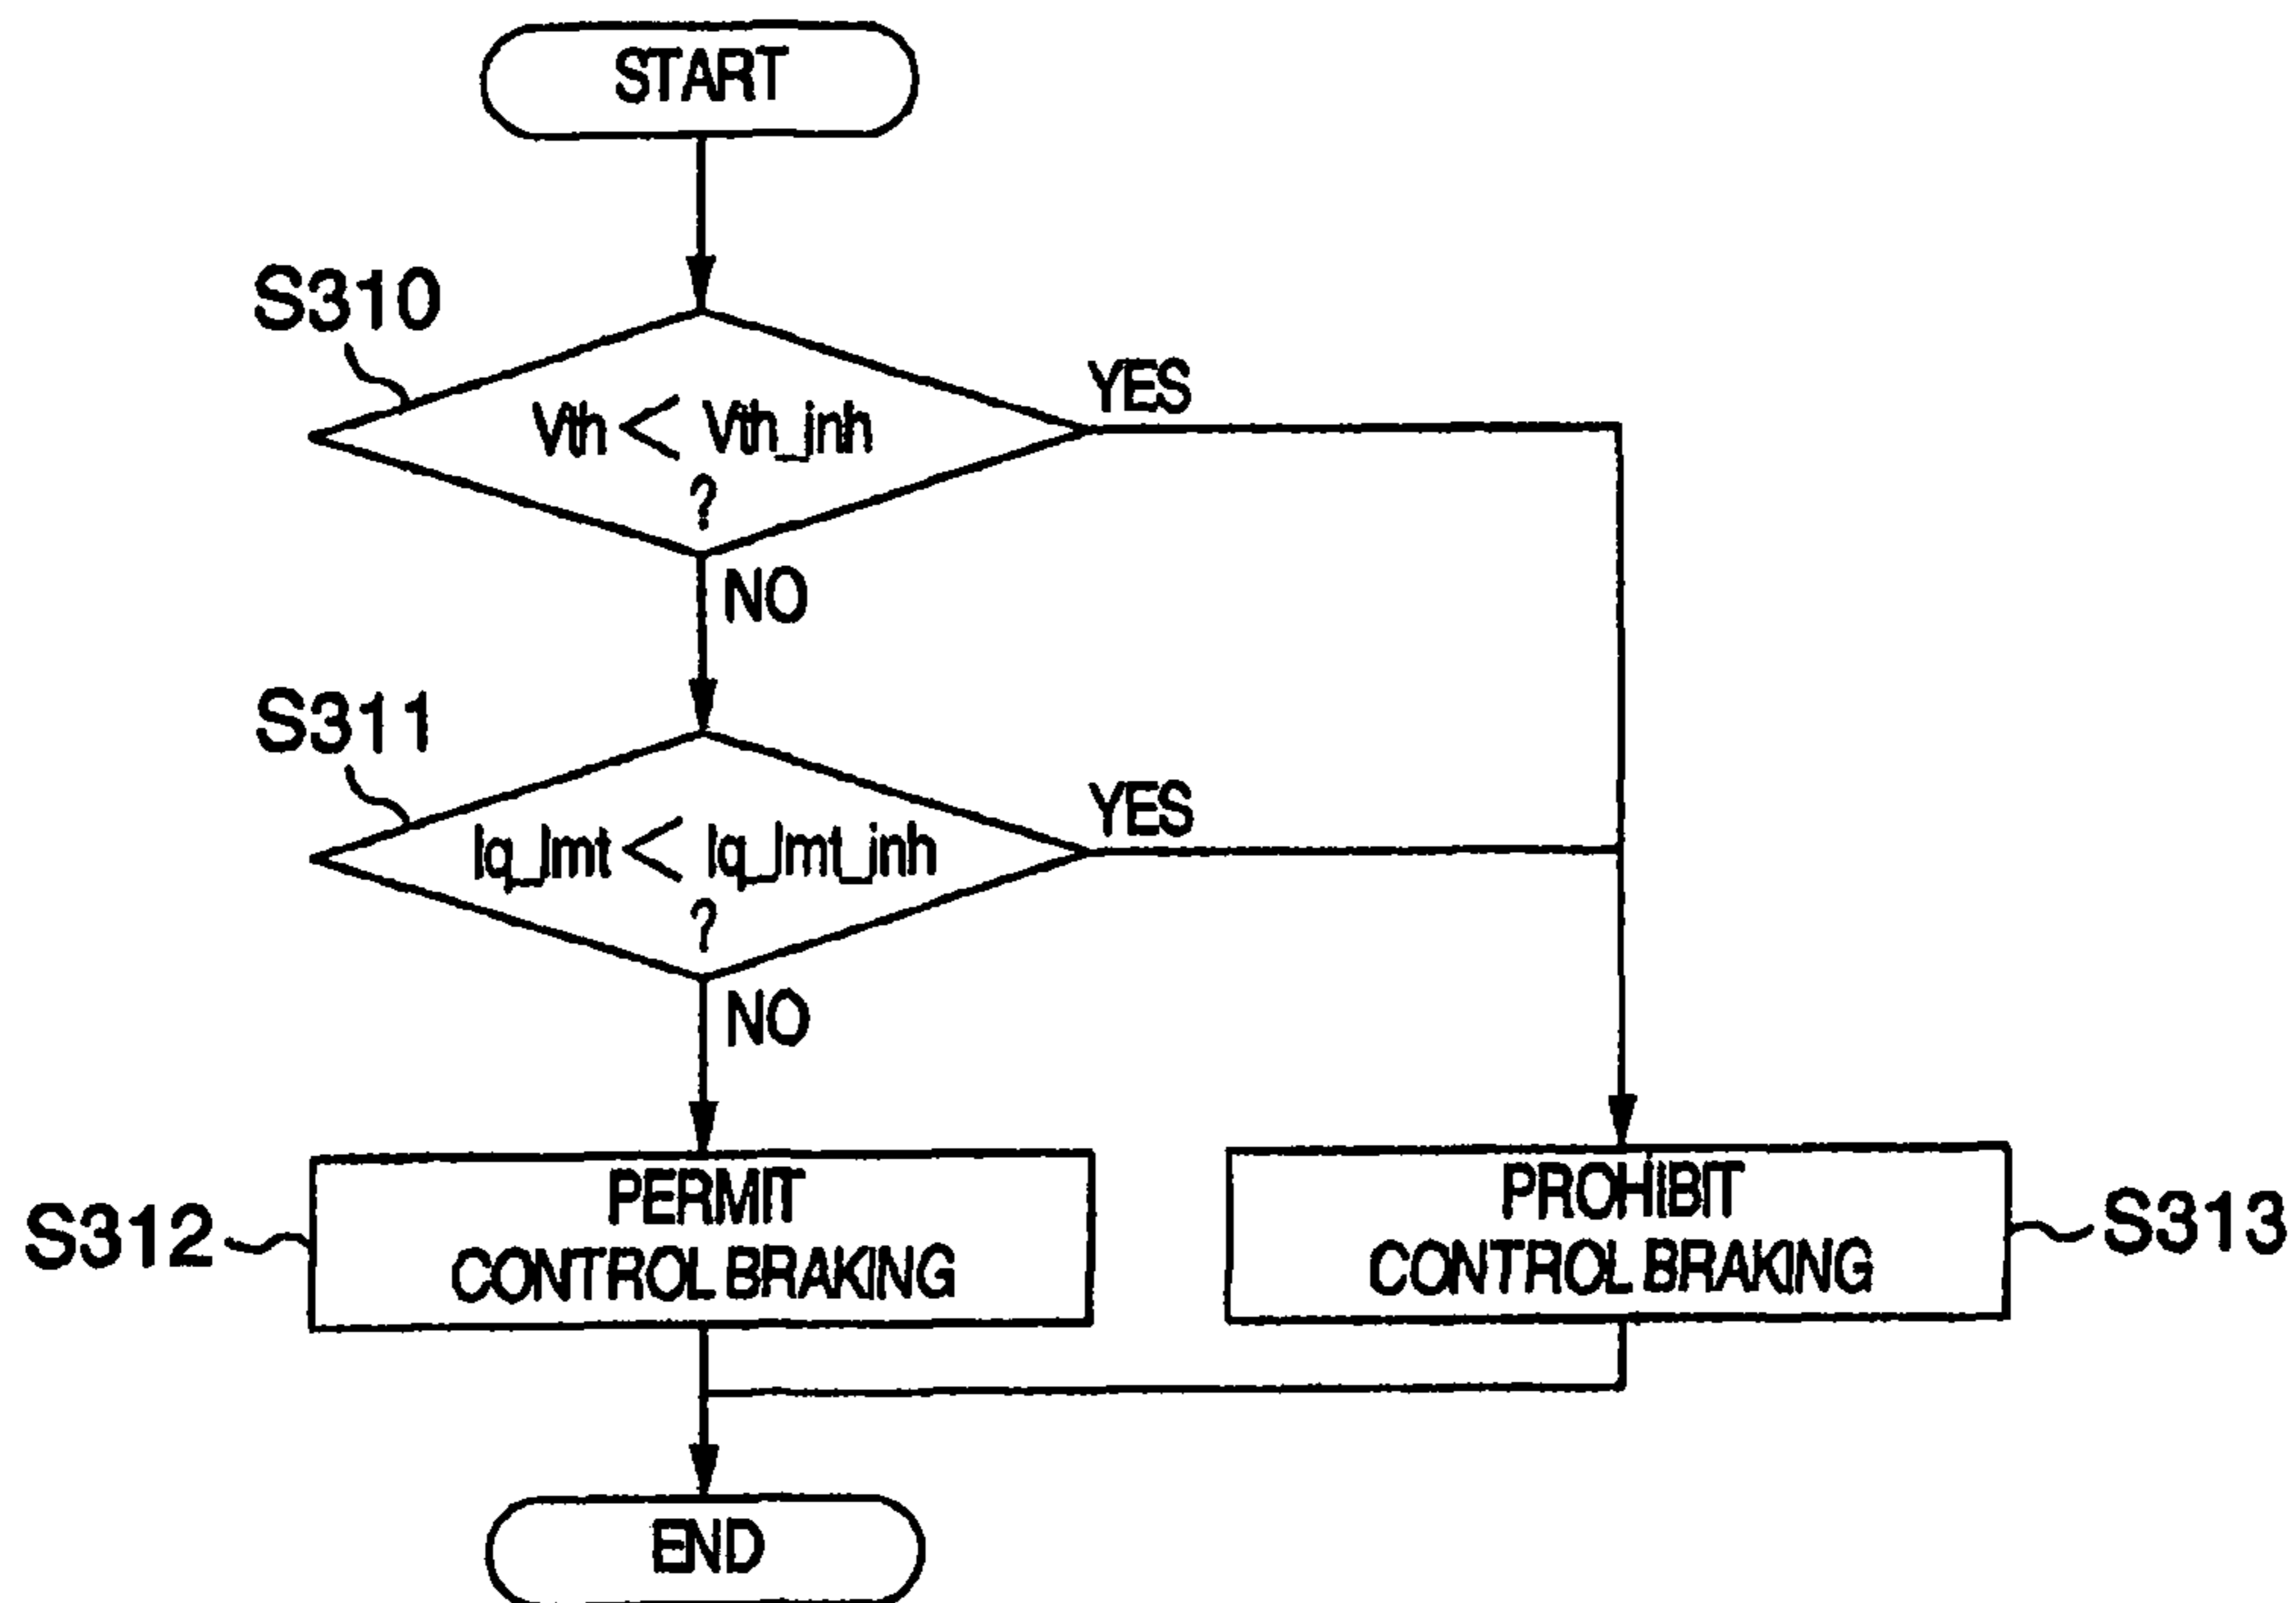 START
S310
Vth < Vth_inh
?
YES
NO
S311
Iq_lmt < Iq_lmt_inh
?
YES
NO
S312
PERMIT
CONTROL BRAKING
PROHIBIT
CONTROL BRAKING
S313
END